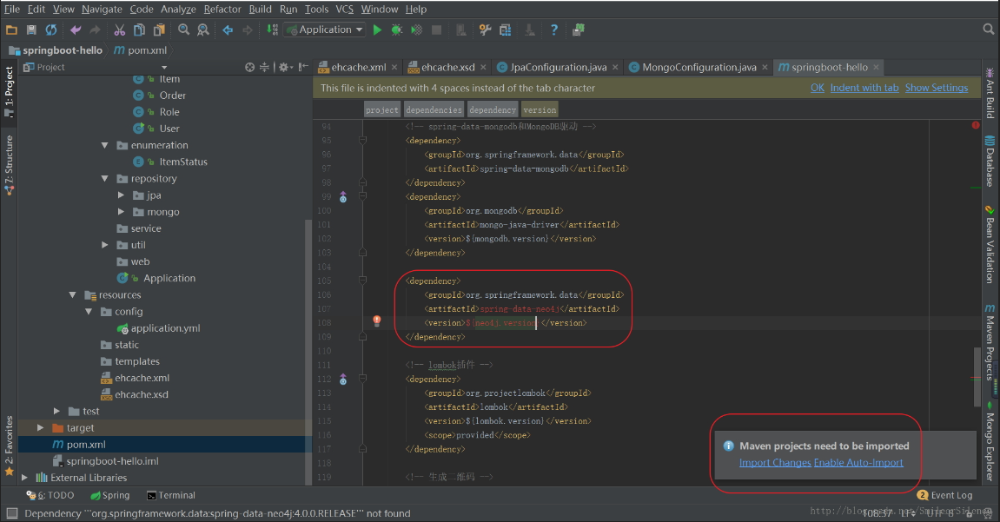 File Edit View Navigate Code Analyze Refactor Build Run Tools VCS Window Help
Application
springboot-hello pom.xml
1: Project
7: Structure
2: Favorites
Project
Item
Order
Role
User
enumeration
ItemStatus
repository
jpa
mongo
service
util
web
Application
resources
config
application.yml
static
templates
ehcache.xml
ehcache.xsd
test
target
pom.xml
springboot-hello.iml
External Libraries
ehcache.xml ehcache.xsd JpaConfiguration.java MongoConfiguration.java springboot-hello
This file is indented with 4 spaces instead of the tab character OK Indent with tab Show Settings
project dependencies dependency version
94 <!-- spring-data-mongodb和MongoDB驱动 -->
95 <dependency>
96 <groupId>org.springframework.data</groupId>
97 <artifactId>spring-data-mongodb</artifactId>
98 </dependency>
99 <dependency>
100 <groupId>org.mongodb</groupId>
101 <artifactId>mongo-java-driver</artifactId>
102 <version>${mongodb.version}</version>
103 </dependency>
104
105 <dependency>
106 <groupId>org.springframework.data</groupId>
107 <artifactId>spring-data-neo4j</artifactId>
108 <version>${neo4j.version </version>
109 </dependency>
110
111 <!-- lombok插件 -->
112 <dependency>
113 <groupId>org.projectlombok</groupId>
114 <artifactId>lombok</artifactId>
115 <version>${lombok.version}</version>
116 <scope>provided</scope>
117 </dependency>
118
119 <!-- 生成二维码 -->
Maven projects need to be imported
Import Changes Enable Auto-Import
Ant Build
Database
Bean Validation
Maven Projects
Mongo Explorer
6: TODO Spring Terminal 2 Event Log
Dependency '"org.springframework.data:spring-data-neo4j:4.0.0.RELEASE"' not found
108:37 LF UTF-8